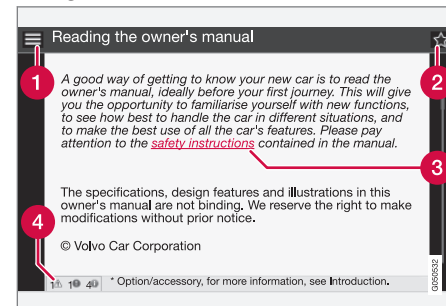 Reading the owner's manual
1
2
A good way of getting to know your new car is to read the
owner's manual, ideally before your first journey. This will give
you the opportunity to familiarise yourself with new functions,
to see how best to handle the car in different situations, and
to make the best use of all the car's features. Please pay
attention to the safety instructions contained in the manual.
3
The specifications, design features and illustrations in this
owner's manual are not binding. We reserve the right to make
modifications without prior notice.
4
© Volvo Car Corporation
1 1 4 * Option/accessory, for more information, see Introduction.
G050532